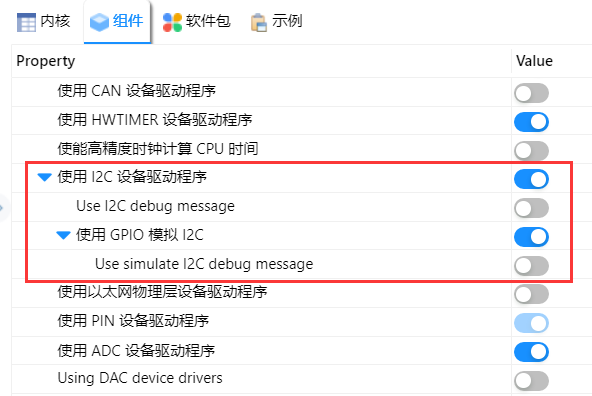 内核 组件 软件包 示例
Property Value
使用 CAN 设备驱动程序
使用 HWTIMER 设备驱动程序
使能高精度时钟计算 CPU 时间
使用 I2C 设备驱动程序
Use I2C debug message
使用 GPIO 模拟 I2C
Use simulate I2C debug message
使用以太网物理层设备驱动程序
使用 PIN 设备驱动程序
使用 ADC 设备驱动程序
Using DAC device drivers